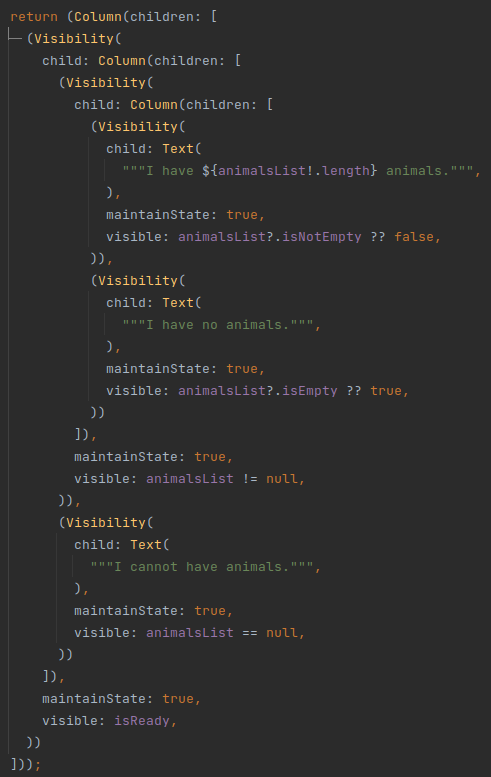 return (Column(children: [
  (Visibility(
    child: Column(children: [
      (Visibility(
        child: Column(children: [
          (Visibility(
            child: Text(
              """I have ${animalsList!.length} animals.""",
            ),
            maintainState: true,
            visible: animalsList?.isNotEmpty ?? false,
          )),
          (Visibility(
            child: Text(
              """I have no animals.""",
            ),
            maintainState: true,
            visible: animalsList?.isEmpty ?? true,
          ))
        ]),
        maintainState: true,
        visible: animalsList != null,
      )),
      (Visibility(
        child: Text(
          """I cannot have animals.""",
        ),
        maintainState: true,
        visible: animalsList == null,
      ))
    ]),
    maintainState: true,
    visible: isReady,
  ))
]));